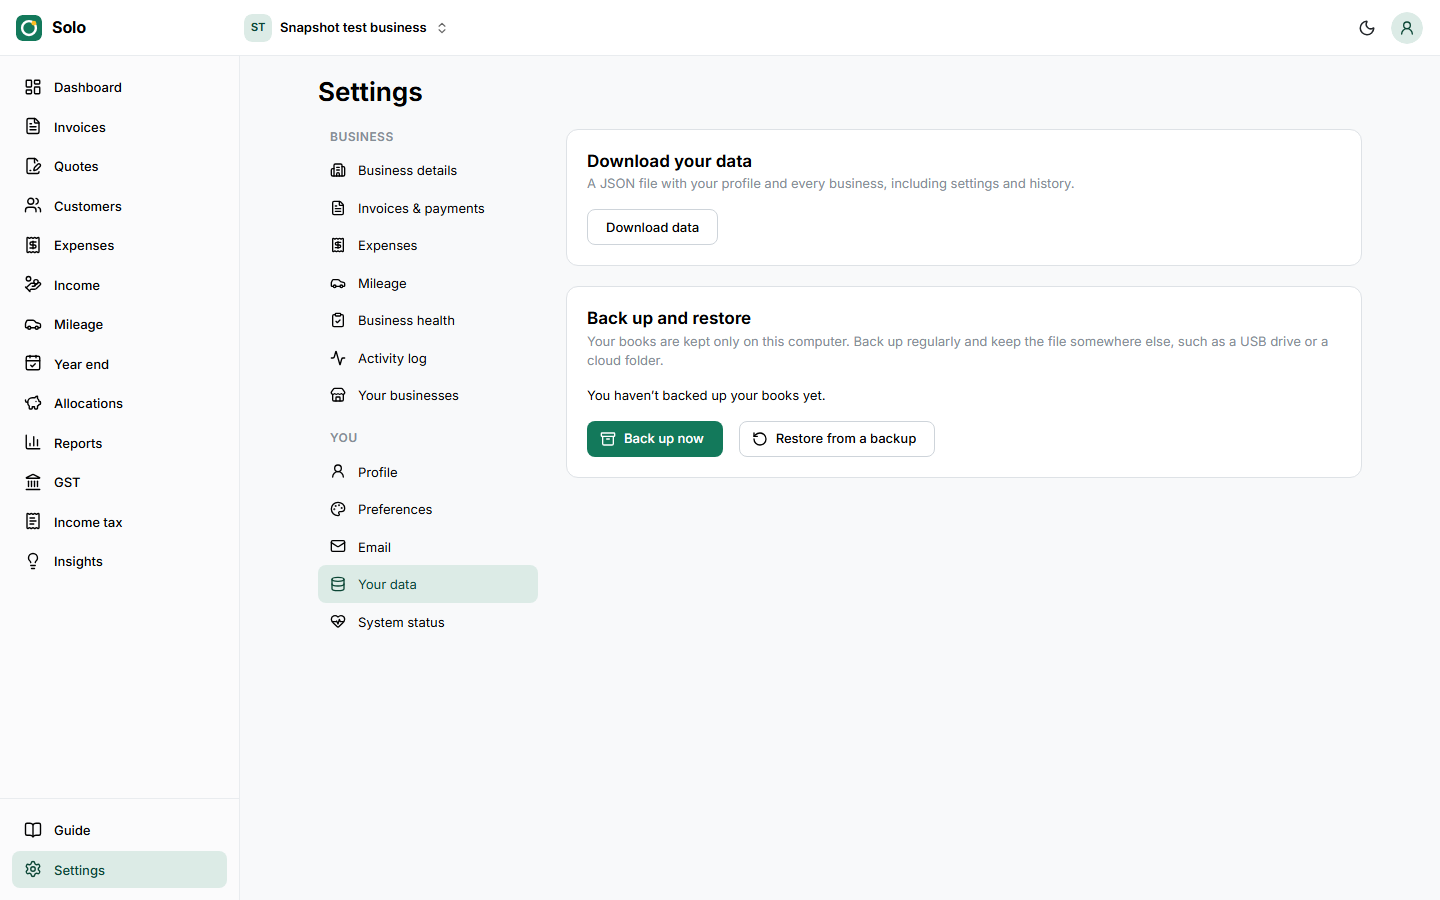 Solo
ST Snapshot test business
Dashboard
Invoices
Quotes
Customers
Expenses
Income
Mileage
Year end
Allocations
Reports
GST
Income tax
Insights
Guide
Settings
Settings
BUSINESS
Business details
Invoices & payments
Expenses
Mileage
Business health
Activity log
Your businesses
YOU
Profile
Preferences
Email
Your data
System status
Download your data
A JSON file with your profile and every business, including settings and history.
Download data
Back up and restore
Your books are kept only on this computer. Back up regularly and keep the file somewhere else, such as a USB drive or a
cloud folder.
You haven’t backed up your books yet.
Back up now
Restore from a backup